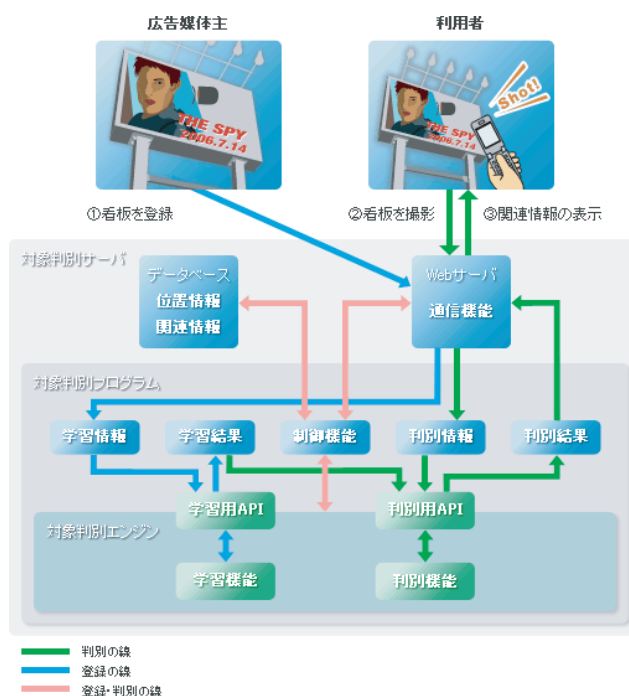 広告媒体主
利用者
THE SPY
2006.7.14
THE SPY
2006.7.14
Shot!
①看板を登録
②看板を撮影
③関連情報の表示
対象判別サーバ
データベース
位置情報
関連情報
Webサーバ
通信機能
対象判別プログラム
学習情報
学習結果
制御機能
判別情報
判別結果
学習用API
判別用API
対象判別エンジン
学習機能
判別機能
判別の線
登録の線
登録・判別の線